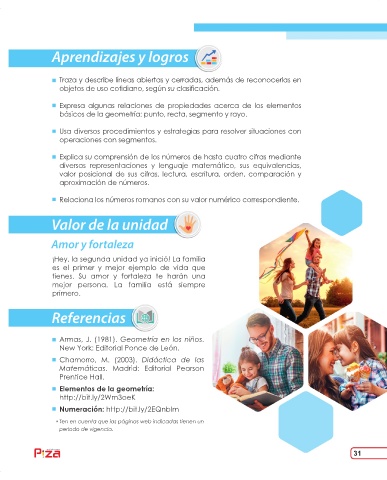 Aprendizajes y logros
Traza y describe líneas abiertas y cerradas, además de reconocerlas en
objetos de uso cotidiano, según su clasificación.
Expresa algunas relaciones de propiedades acerca de los elementos
básicos de la geometría: punto, recta, segmento y rayo.
Usa diversos procedimientos y estrategias para resolver situaciones con
operaciones con segmentos.
Explica su comprensión de los números de hasta cuatro cifras mediante
diversas representaciones y lenguaje matemático, sus equivalencias,
valor posicional de sus cifras, lectura, escritura, orden, comparación y
aproximación de números.
Relaciona los números romanos con su valor numérico correspondiente.
Valor de la unidad
Amor y fortaleza
¡Hey, la segunda unidad ya inició! La familia
es el primer y mejor ejemplo de vida que
tienes. Su amor y fortaleza te harán una
mejor persona. La familia está siempre
primero.
Referencias
Armas, J. (1981). Geometría en los niños.
New York: Editorial Ponce de León.
Chamorro, M. (2003). Didáctica de las
Matemáticas. Madrid: Editorial Pearson
Prentice Hall.
Elementos de la geometría:
http://bit.ly/2Wm3oeK
Numeración: http://bit.ly/2EQnbIm
* Ten en cuenta que las páginas web indicadas tienen un
periodo de vigencia.
Pza
31